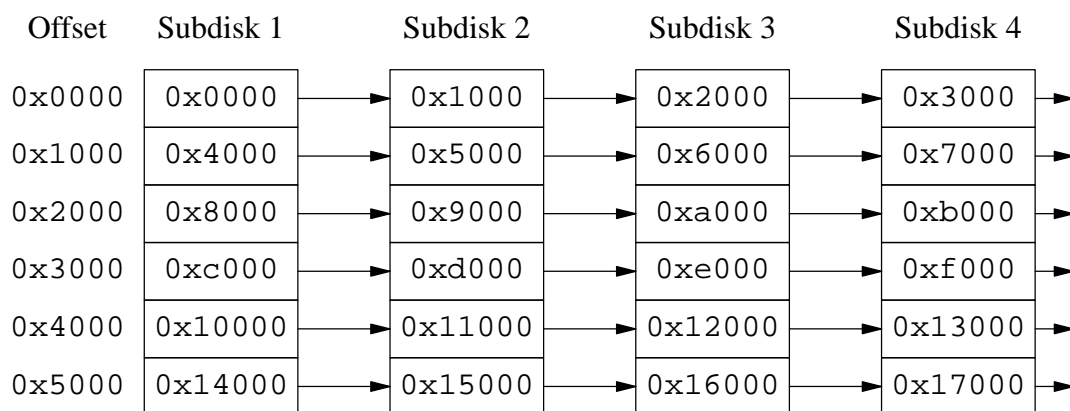 Offset Subdisk 1 Subdisk 2 Subdisk 3 Subdisk 4
0x0000 0x0000 0x1000 0x2000 0x3000
0x1000 0x4000 0x5000 0x6000 0x7000
0x2000 0x8000 0x9000 0xa000 0xb000
0x3000 0xc000 0xd000 0xe000 0xf000
0x4000 0x10000 0x11000 0x12000 0x13000
0x5000 0x14000 0x15000 0x16000 0x17000